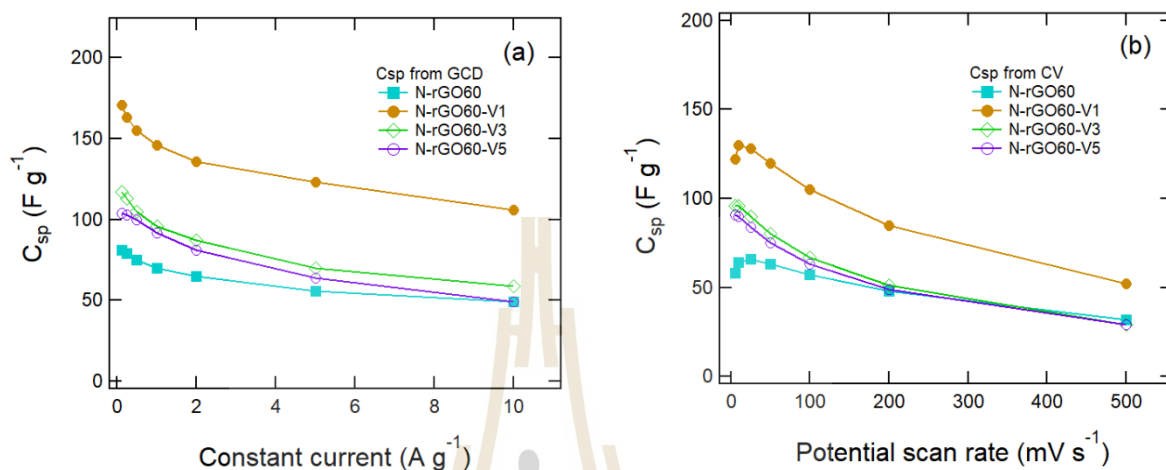 (a)
Csp from GCD
N-rGO60
N-rGO60-V1
N-rGO60-V3
N-rGO60-V5
200
150
100
50
0
C_sp (F g⁻¹)
0 2 4 6 8 10
Constant current (A g⁻¹)
(b)
Csp from CV
N-rGO60
N-rGO60-V1
N-rGO60-V3
N-rGO60-V5
200
150
100
50
0
C_sp (F g⁻¹)
0 100 200 300 400 500
Potential scan rate (mV s⁻¹)